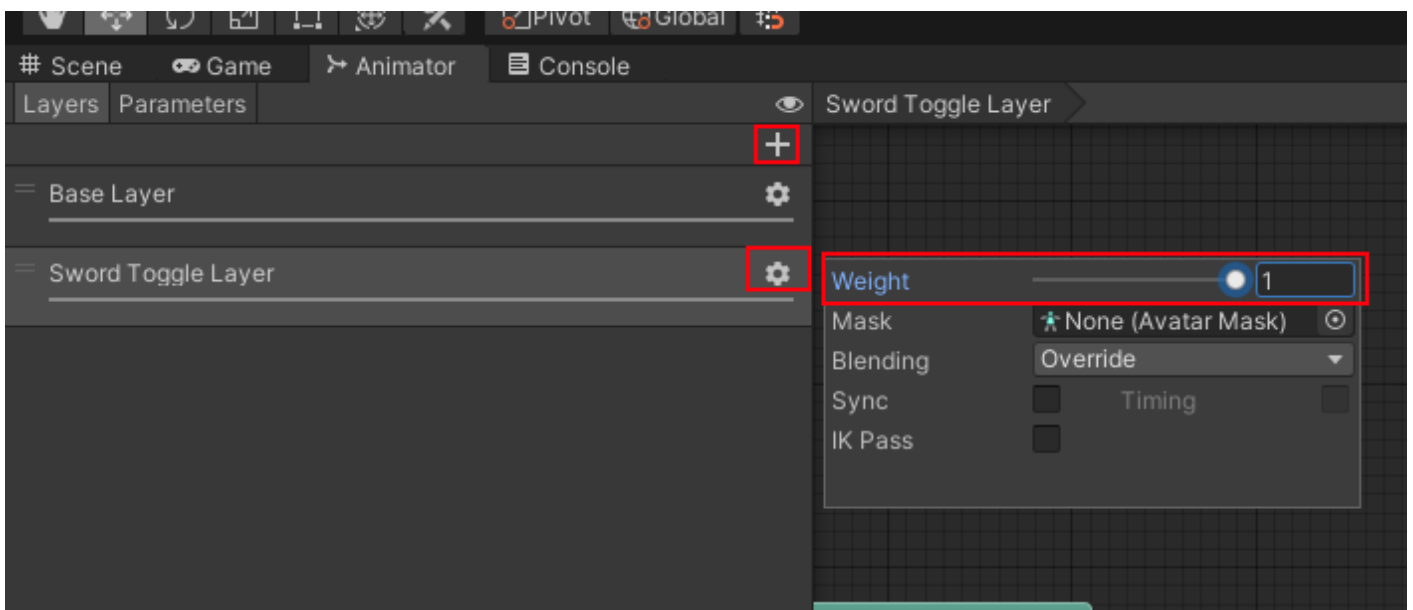 Pivot Global
Scene Game Animator Console
Layers Parameters Sword Toggle Layer
Base Layer
Sword Toggle Layer
Weight 1
Mask None (Avatar Mask)
Blending Override
Sync Timing
IK Pass